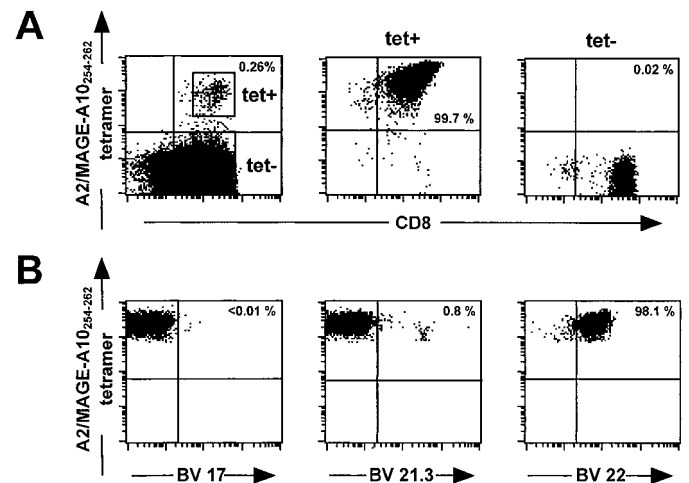 A
tet+
tet-
A2/MAGE-A10254-262
tetramer
0.26%
tet+
tet-
99.7 %
0.02 %
CD8
B
A2/MAGE-A10254-262
tetramer
<0.01 %
0.8 %
98.1 %
BV 17
BV 21.3
BV 22